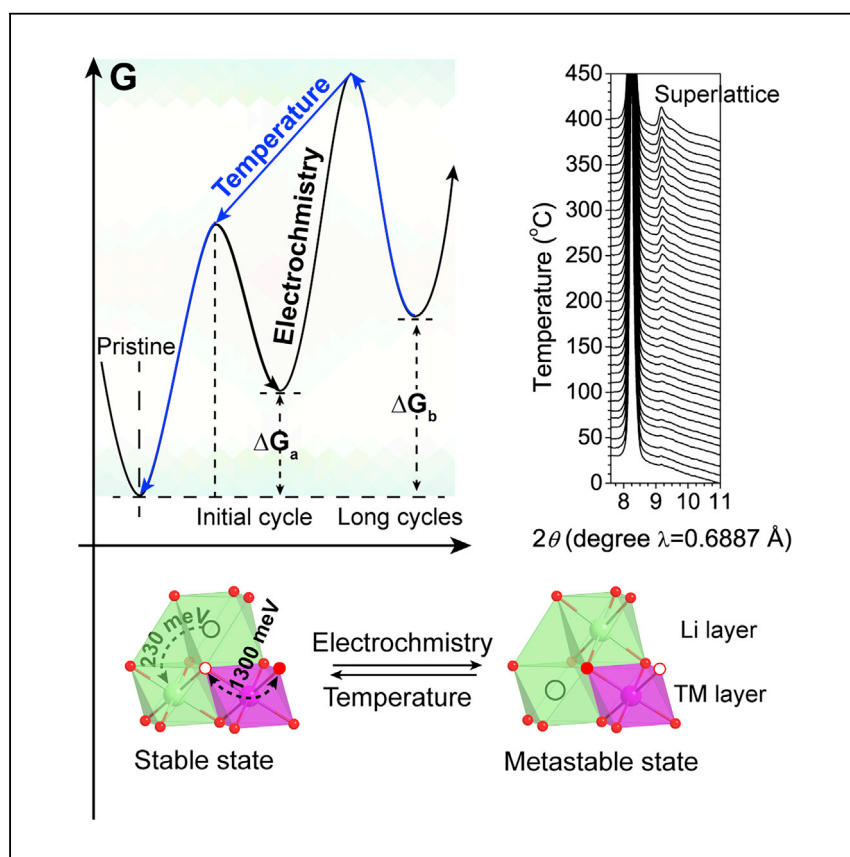 G
Temperature
Electrochmistry
Pristine
ΔGa
ΔGb
Initial cycle
Long cycles
450
400
350
300
250
200
150
100
50
0
Temperature (°C)
Superlattice
8
9
10
11
2θ (degree λ=0.6887 Å)
230 meV
1300 meV
Stable state
Electrochmistry
Temperature
Li layer
TM layer
Metastable state